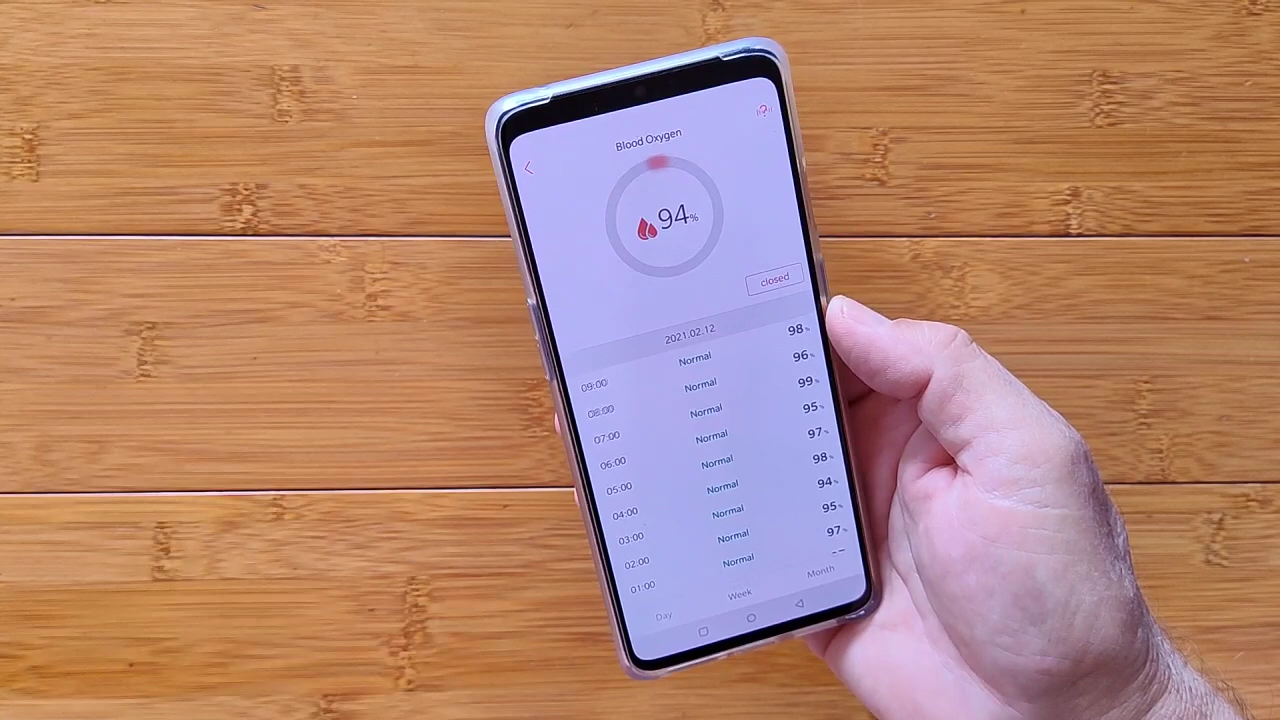 Blood Oxygen
94%
closed
2021.02.12
09:00 Normal 98%
08:00 Normal 96%
07:00 Normal 99%
06:00 Normal 95%
05:00 Normal 97%
04:00 Normal 98%
03:00 Normal 94%
02:00 Normal 95%
01:00 Normal 97%
--
Day Week Month